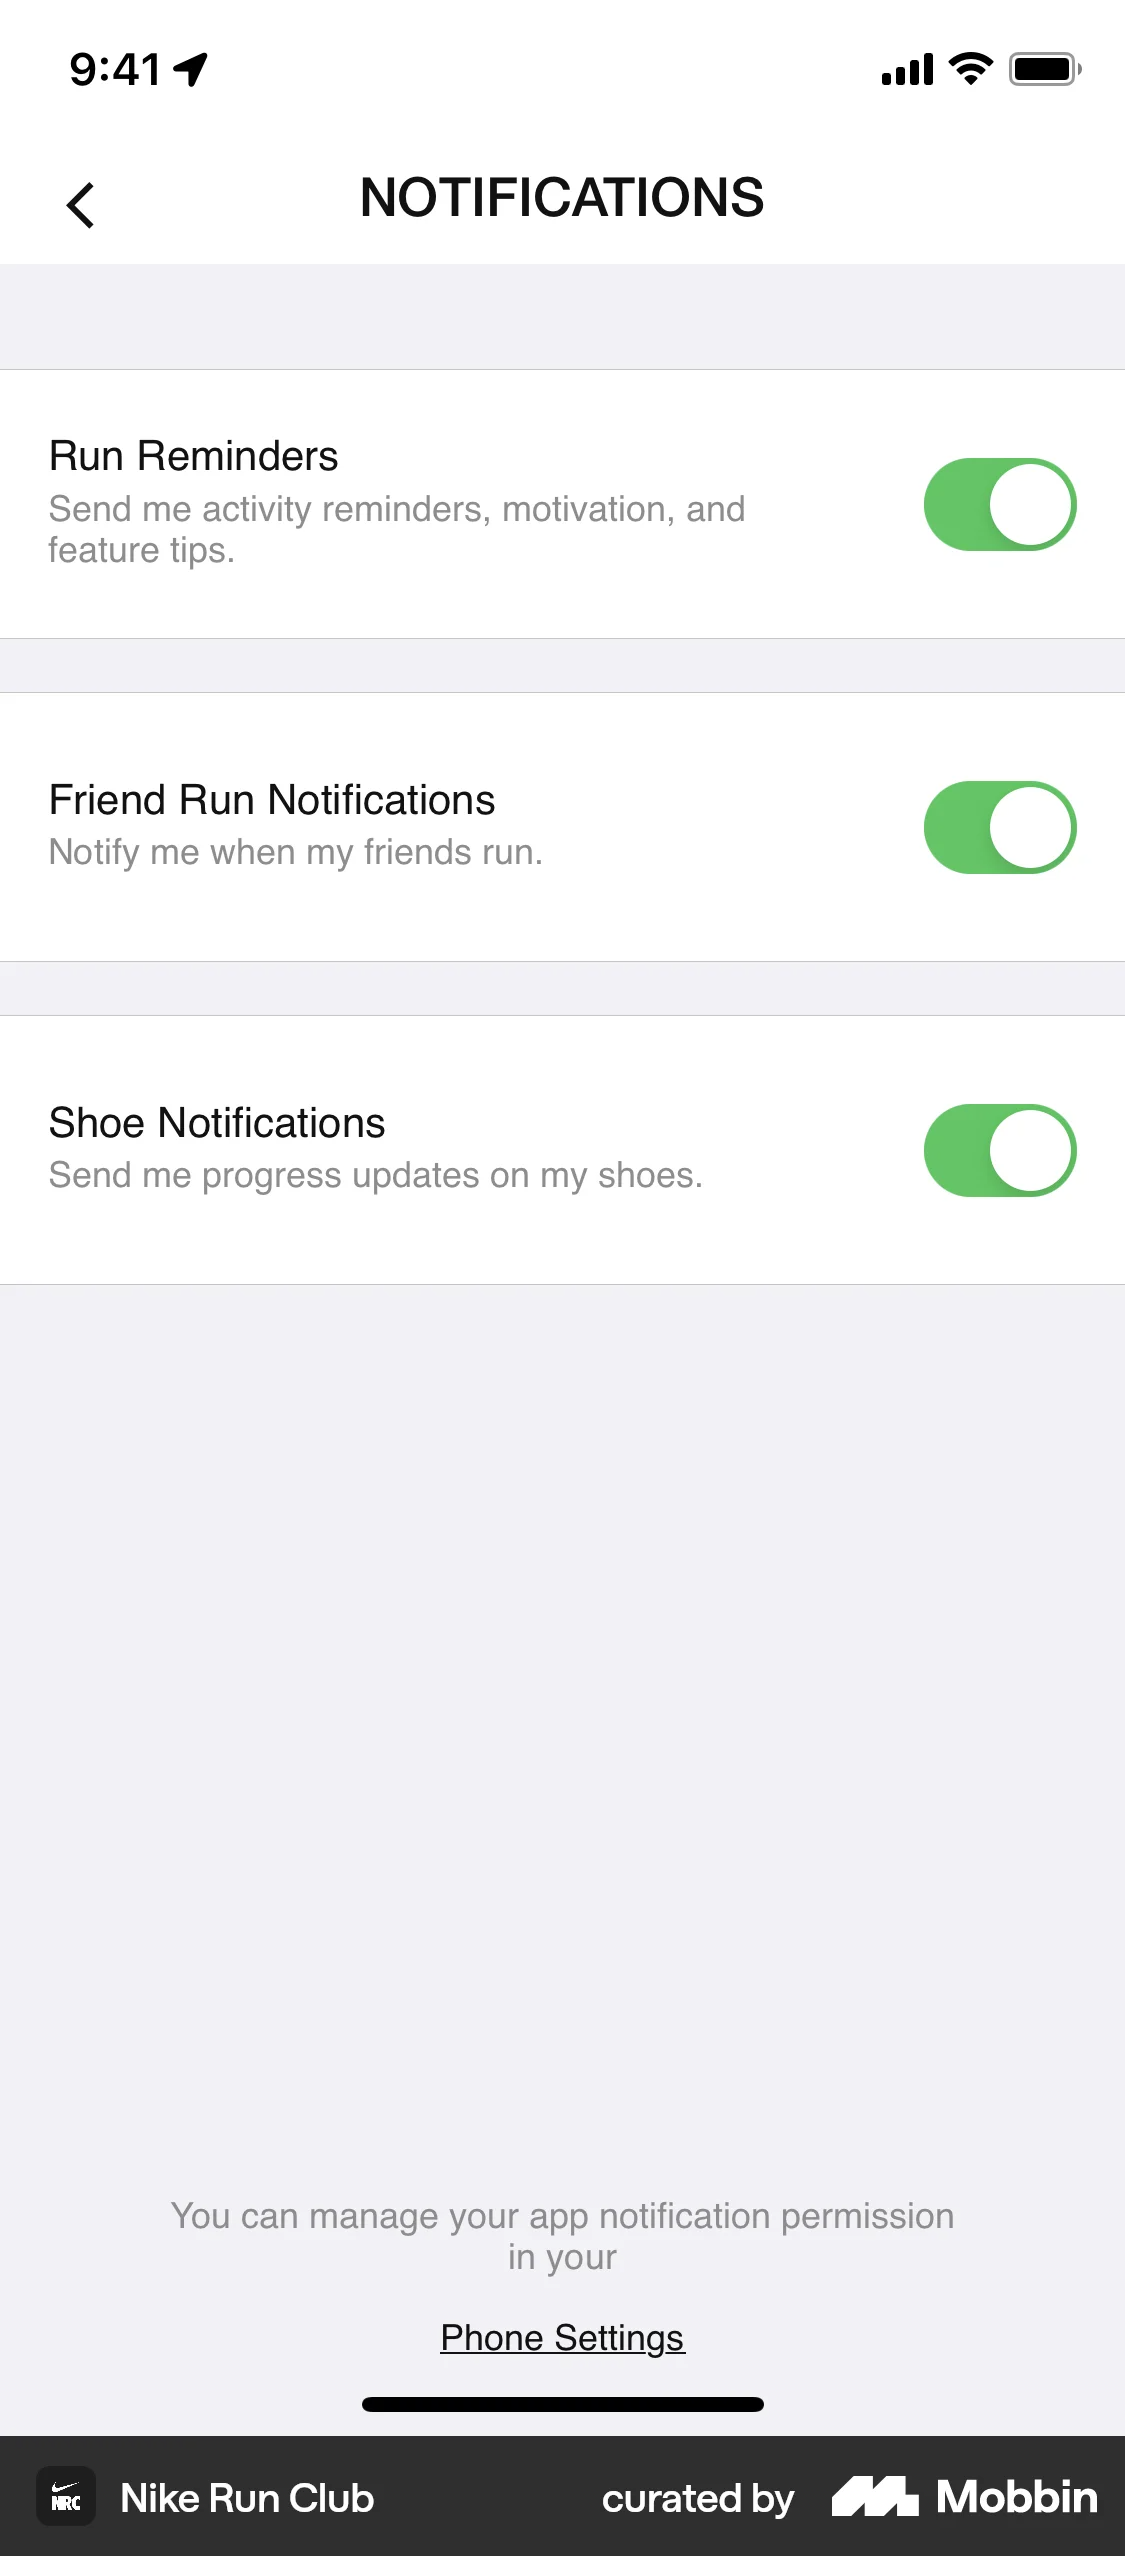 9:41
NOTIFICATIONS
Run Reminders
Send me activity reminders, motivation, and
feature tips.
Friend Run Notifications
Notify me when my friends run.
Shoe Notifications
Send me progress updates on my shoes.
You can manage your app notification permission
in your
Phone Settings
NRC
Nike Run Club
curated by
Mobbin